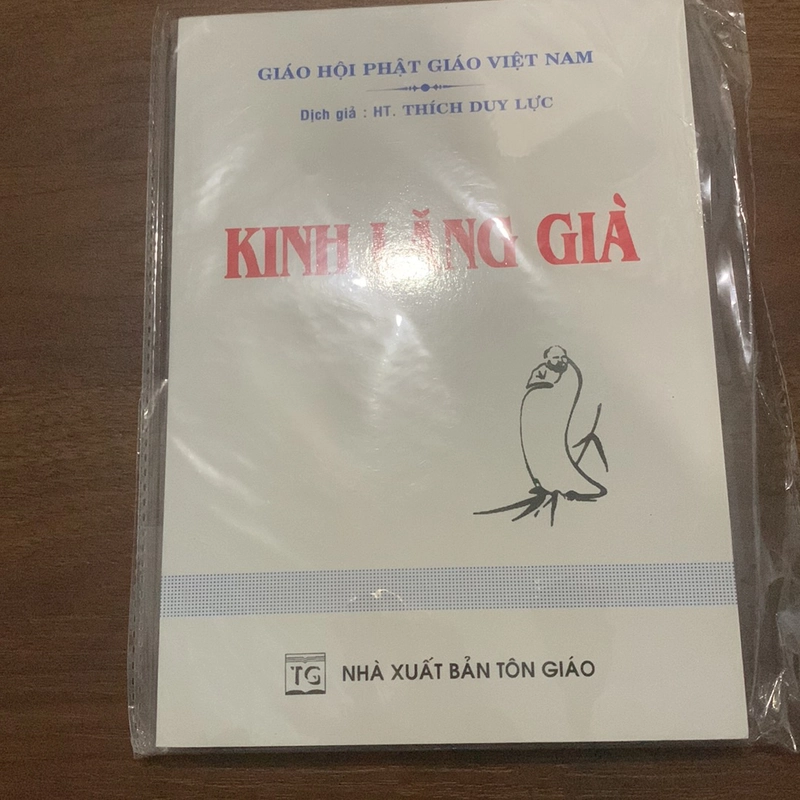 GIÁO HỘI PHẬT GIÁO VIỆT NAM
Dịch giả : HT. THÍCH DUY LỰC
KINH LĂNG GIÀ
TG NHÀ XUẤT BẢN TÔN GIÁO